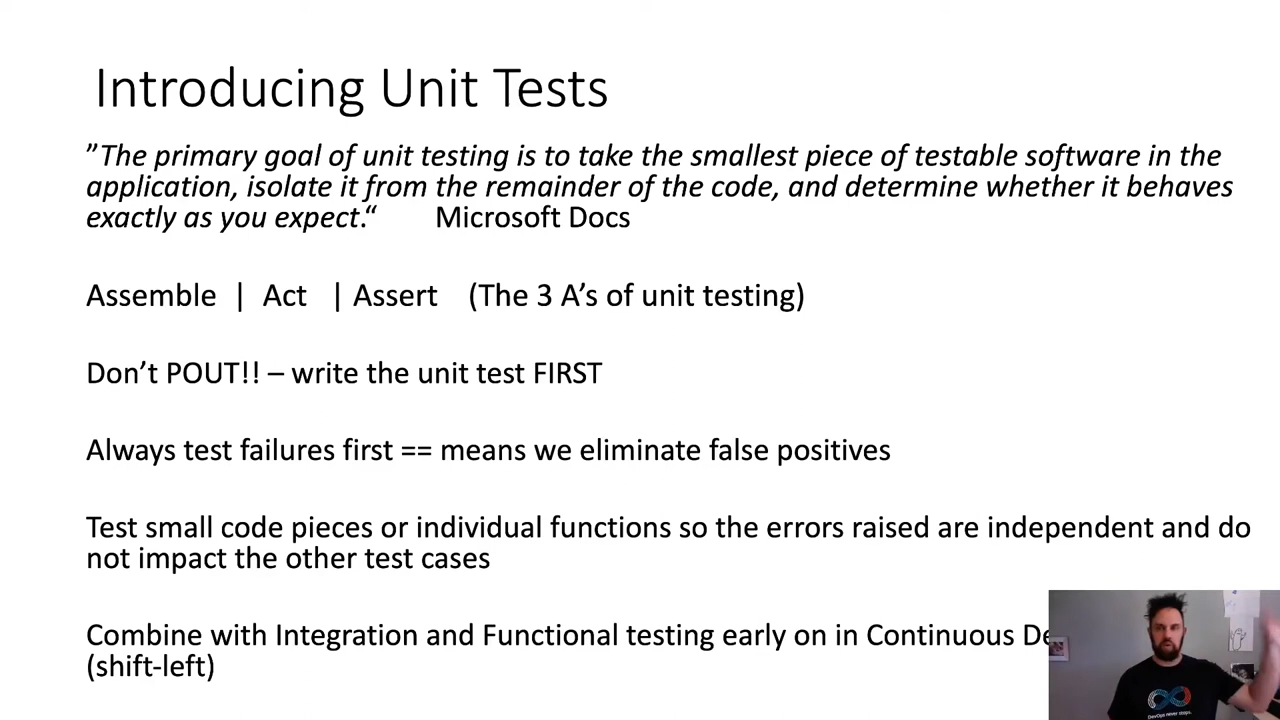 Introducing Unit Tests
”The primary goal of unit testing is to take the smallest piece of testable software in the
application, isolate it from the remainder of the code, and determine whether it behaves
exactly as you expect.“ Microsoft Docs
Assemble | Act | Assert (The 3 A’s of unit testing)
Don’t POUT!! – write the unit test FIRST
Always test failures first == means we eliminate false positives
Test small code pieces or individual functions so the errors raised are independent and do
not impact the other test cases
Combine with Integration and Functional testing early on in Continuous De
(shift-left)
DevOps never stops.